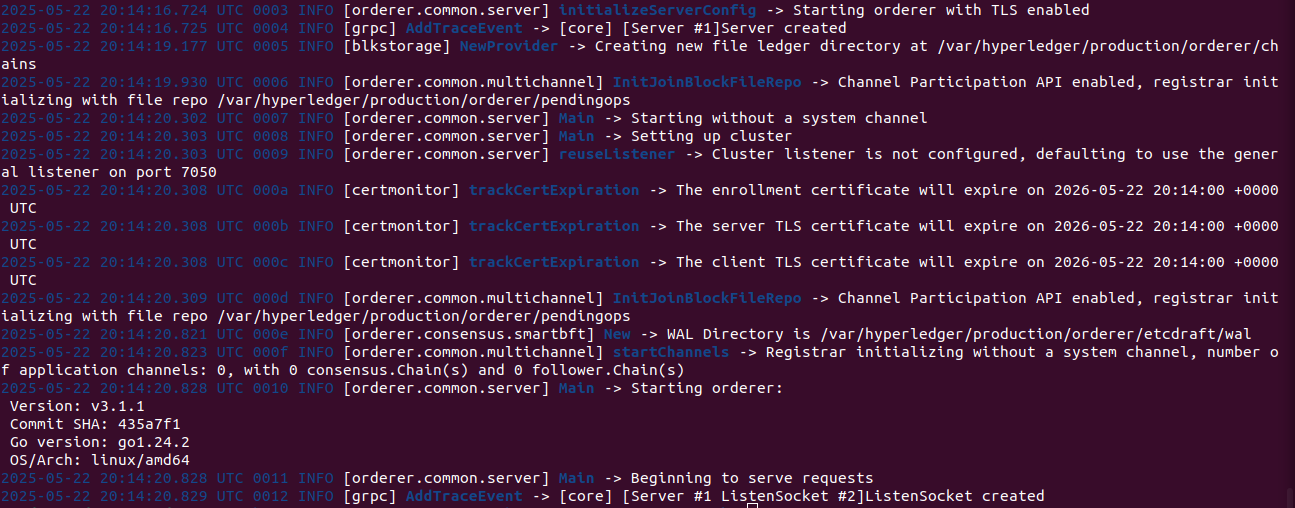 2025-05-22 20:14:16.724 UTC 0003 INFO [orderer.common.server] initializeServerConfig -> Starting orderer with TLS enabled
2025-05-22 20:14:16.725 UTC 0004 INFO [grpc] AddTraceEvent -> [core] [Server #1]Server created
2025-05-22 20:14:19.177 UTC 0005 INFO [blkstorage] NewProvider -> Creating new file ledger directory at /var/hyperledger/production/orderer/ch
ains
2025-05-22 20:14:19.930 UTC 0006 INFO [orderer.common.multichannel] InitJoinBlockFileRepo -> Channel Participation API enabled, registrar init
ializing with file repo /var/hyperledger/production/orderer/pendingops
2025-05-22 20:14:20.302 UTC 0007 INFO [orderer.common.server] Main -> Starting without a system channel
2025-05-22 20:14:20.303 UTC 0008 INFO [orderer.common.server] Main -> Setting up cluster
2025-05-22 20:14:20.303 UTC 0009 INFO [orderer.common.server] reuseListener -> Cluster listener is not configured, defaulting to use the gener
al listener on port 7050
2025-05-22 20:14:20.308 UTC 000a INFO [certmonitor] trackCertExpiration -> The enrollment certificate will expire on 2026-05-22 20:14:00 +0000
 UTC
2025-05-22 20:14:20.308 UTC 000b INFO [certmonitor] trackCertExpiration -> The server TLS certificate will expire on 2026-05-22 20:14:00 +0000
 UTC
2025-05-22 20:14:20.308 UTC 000c INFO [certmonitor] trackCertExpiration -> The client TLS certificate will expire on 2026-05-22 20:14:00 +0000
 UTC
2025-05-22 20:14:20.309 UTC 000d INFO [orderer.common.multichannel] InitJoinBlockFileRepo -> Channel Participation API enabled, registrar init
ializing with file repo /var/hyperledger/production/orderer/pendingops
2025-05-22 20:14:20.821 UTC 000e INFO [orderer.consensus.smartbft] New -> WAL Directory is /var/hyperledger/production/orderer/etcdraft/wal
2025-05-22 20:14:20.823 UTC 000f INFO [orderer.common.multichannel] startChannels -> Registrar initializing without a system channel, number o
f application channels: 0, with 0 consensus.Chain(s) and 0 follower.Chain(s)
2025-05-22 20:14:20.828 UTC 0010 INFO [orderer.common.server] Main -> Starting orderer:
 Version: v3.1.1
 Commit SHA: 435a7f1
 Go version: go1.24.2
 OS/Arch: linux/amd64
2025-05-22 20:14:20.828 UTC 0011 INFO [orderer.common.server] Main -> Beginning to serve requests
2025-05-22 20:14:20.829 UTC 0012 INFO [grpc] AddTraceEvent -> [core] [Server #1 ListenSocket #2]ListenSocket created